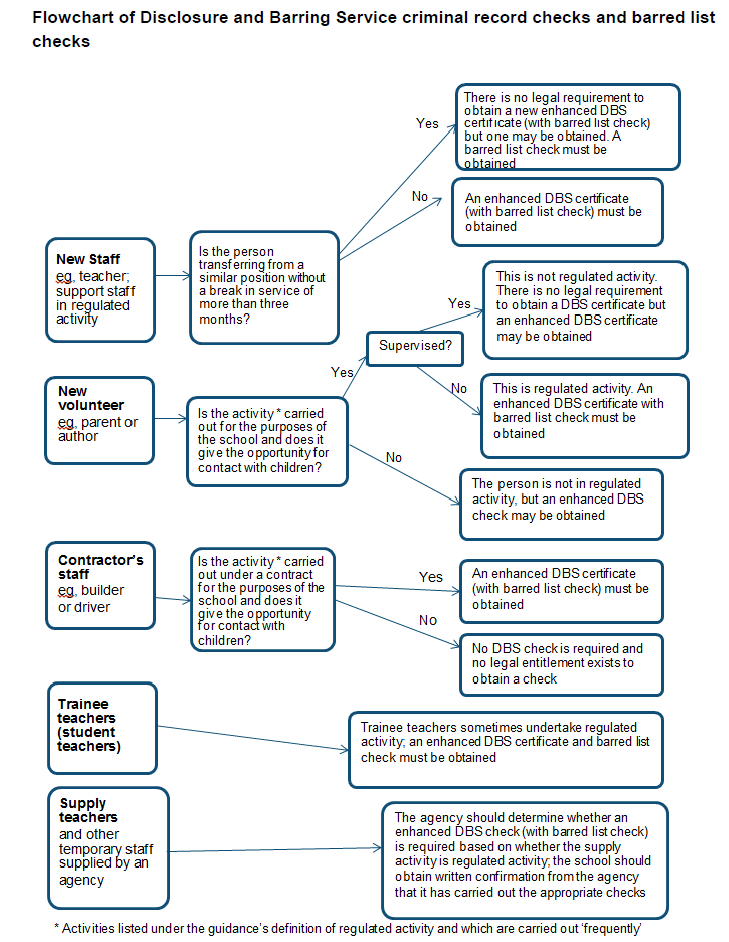 Flowchart of Disclosure and Barring Service criminal record checks and barred list
checks
There is no legal requirement to
obtain a new enhanced DBS
certificate (with barred list check)
but one may be obtained. A
barred list check must be
obtained
Yes
No
An enhanced DBS certificate
(with barred list check) must be
obtained
New Staff
eg, teacher;
support staff
in regulated
activity
Is the person
transferring from a
similar position without
a break in service of
more than three
months?
This is not regulated activity.
There is no legal requirement
to obtain a DBS certificate but
an enhanced DBS certificate
may be obtained
Yes
Supervised?
Yes
No
This is regulated activity. An
enhanced DBS certificate with
barred list check must be
obtained
New
volunteer
eg, parent or
author
Is the activity * carried
out for the purposes of
the school and does it
give the opportunity for
contact with children?
No
The person is not in regulated
activity, but an enhanced DBS
check may be obtained
Contractor's
staff
eg, builder
or driver
Is the activity * carried
out under a contract
for the purposes of the
school and does it
give the opportunity
for contact with
children?
Yes
An enhanced DBS certificate
(with barred list check) must be
obtained
No
No DBS check is required and
no legal entitlement exists to
obtain a check
Trainee
teachers
(student
teachers)
Trainee teachers sometimes undertake regulated
activity; an enhanced DBS certificate and barred list
check must be obtained
Supply
teachers
and other
temporary staff
supplied by an
agency
The agency should determine whether an
enhanced DBS check (with barred list check)
is required based on whether the supply
activity is regulated activity; the school should
obtain written confirmation from the agency
that it has carried out the appropriate checks
* Activities listed under the guidance's definition of regulated activity and which are carried out 'frequently'